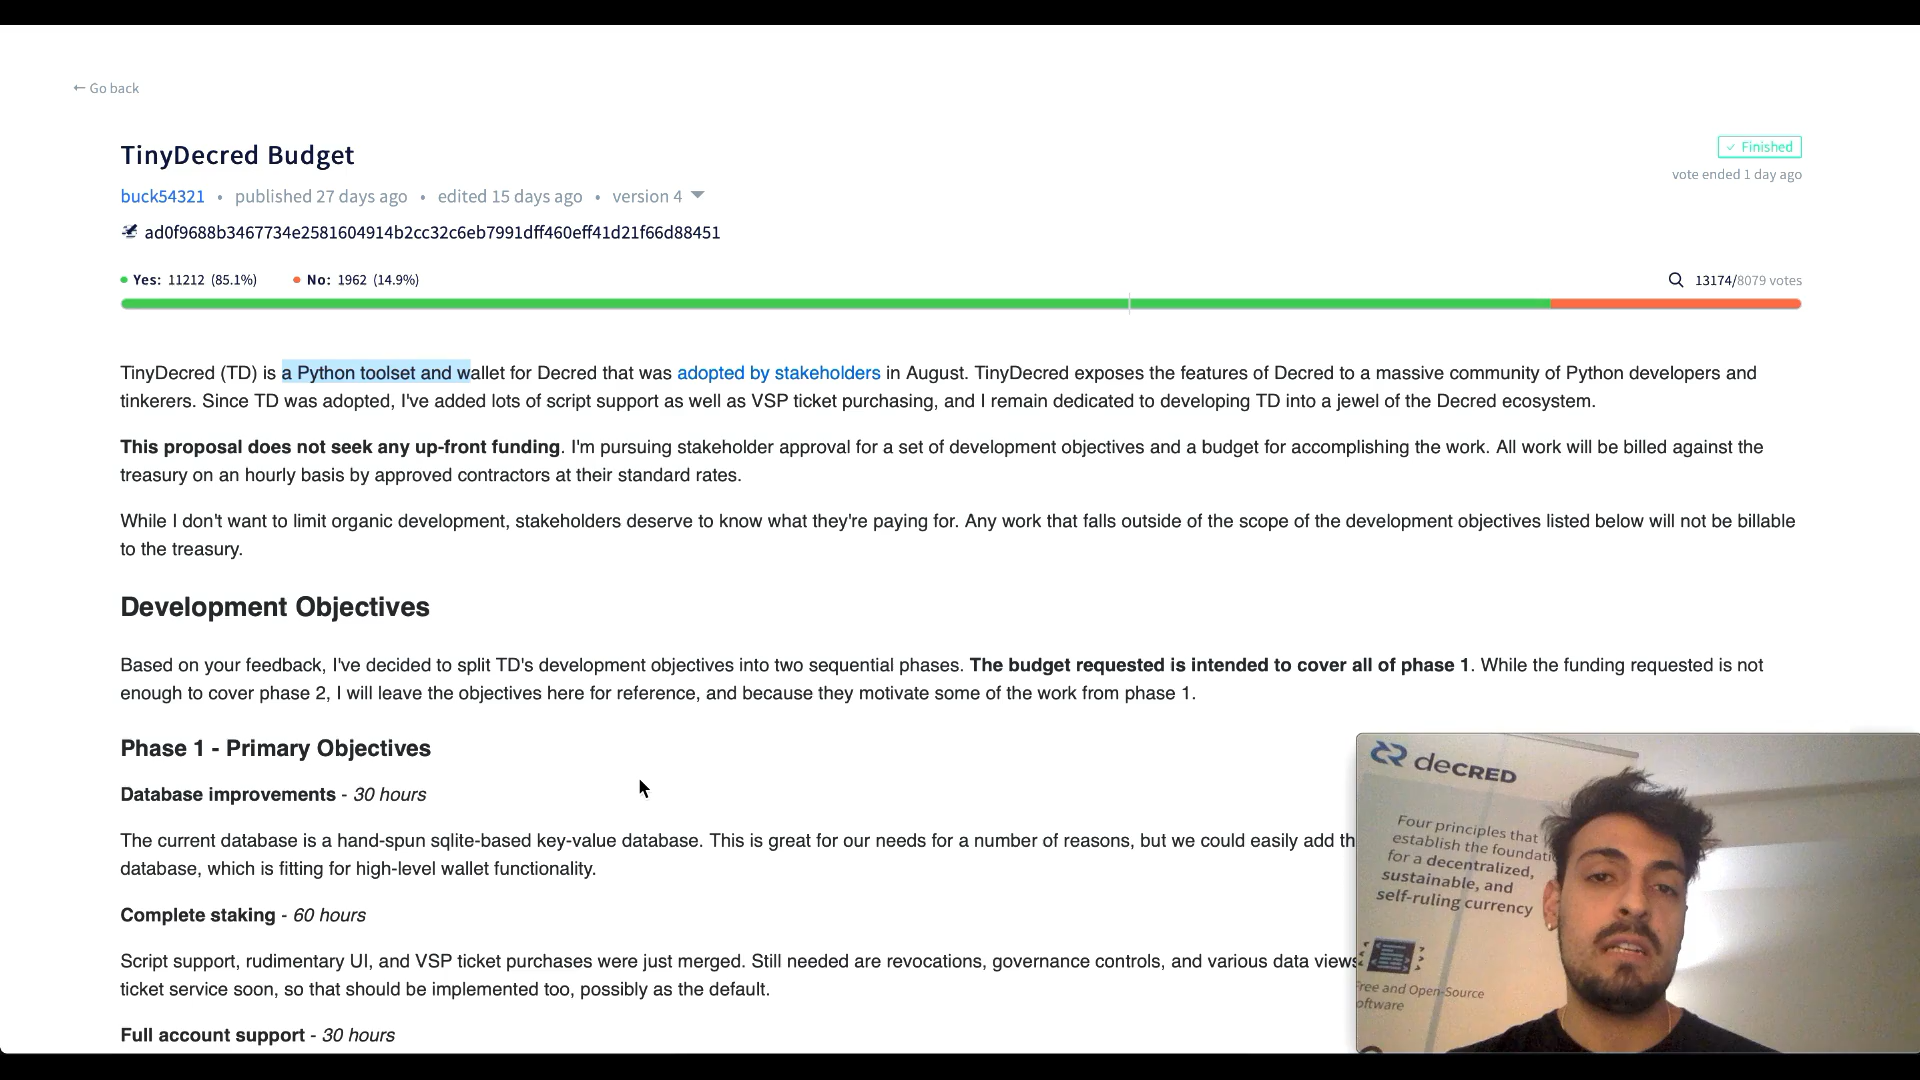 ← Go back
TinyDecred Budget
✓ Finished
vote ended 1 day ago
buck54321 • published 27 days ago • edited 15 days ago • version 4
ad0f9688b3467734e2581604914b2cc32c6eb7991dff460eff41d21f66d88451
Yes: 11212 (85.1%) No: 1962 (14.9%)
13174/8079 votes
TinyDecred (TD) is a Python toolset and wallet for Decred that was adopted by stakeholders in August. TinyDecred exposes the features of Decred to a massive community of Python developers and
tinkerers. Since TD was adopted, I've added lots of script support as well as VSP ticket purchasing, and I remain dedicated to developing TD into a jewel of the Decred ecosystem.
This proposal does not seek any up-front funding. I'm pursuing stakeholder approval for a set of development objectives and a budget for accomplishing the work. All work will be billed against the
treasury on an hourly basis by approved contractors at their standard rates.
While I don't want to limit organic development, stakeholders deserve to know what they're paying for. Any work that falls outside of the scope of the development objectives listed below will not be billable
to the treasury.
Development Objectives
Based on your feedback, I've decided to split TD's development objectives into two sequential phases. The budget requested is intended to cover all of phase 1. While the funding requested is not
enough to cover phase 2, I will leave the objectives here for reference, and because they motivate some of the work from phase 1.
Phase 1 - Primary Objectives
Database improvements - 30 hours
The current database is a hand-spun sqlite-based key-value database. This is great for our needs for a number of reasons, but we could easily add th
database, which is fitting for high-level wallet functionality.
Complete staking - 60 hours
Script support, rudimentary UI, and VSP ticket purchases were just merged. Still needed are revocations, governance controls, and various data views
ticket service soon, so that should be implemented too, possibly as the default.
Full account support - 30 hours
decRED
Four principles that
establish the foundati
for a decentralized,
sustainable, and
self-ruling currency
Free and Open-Source
oftware